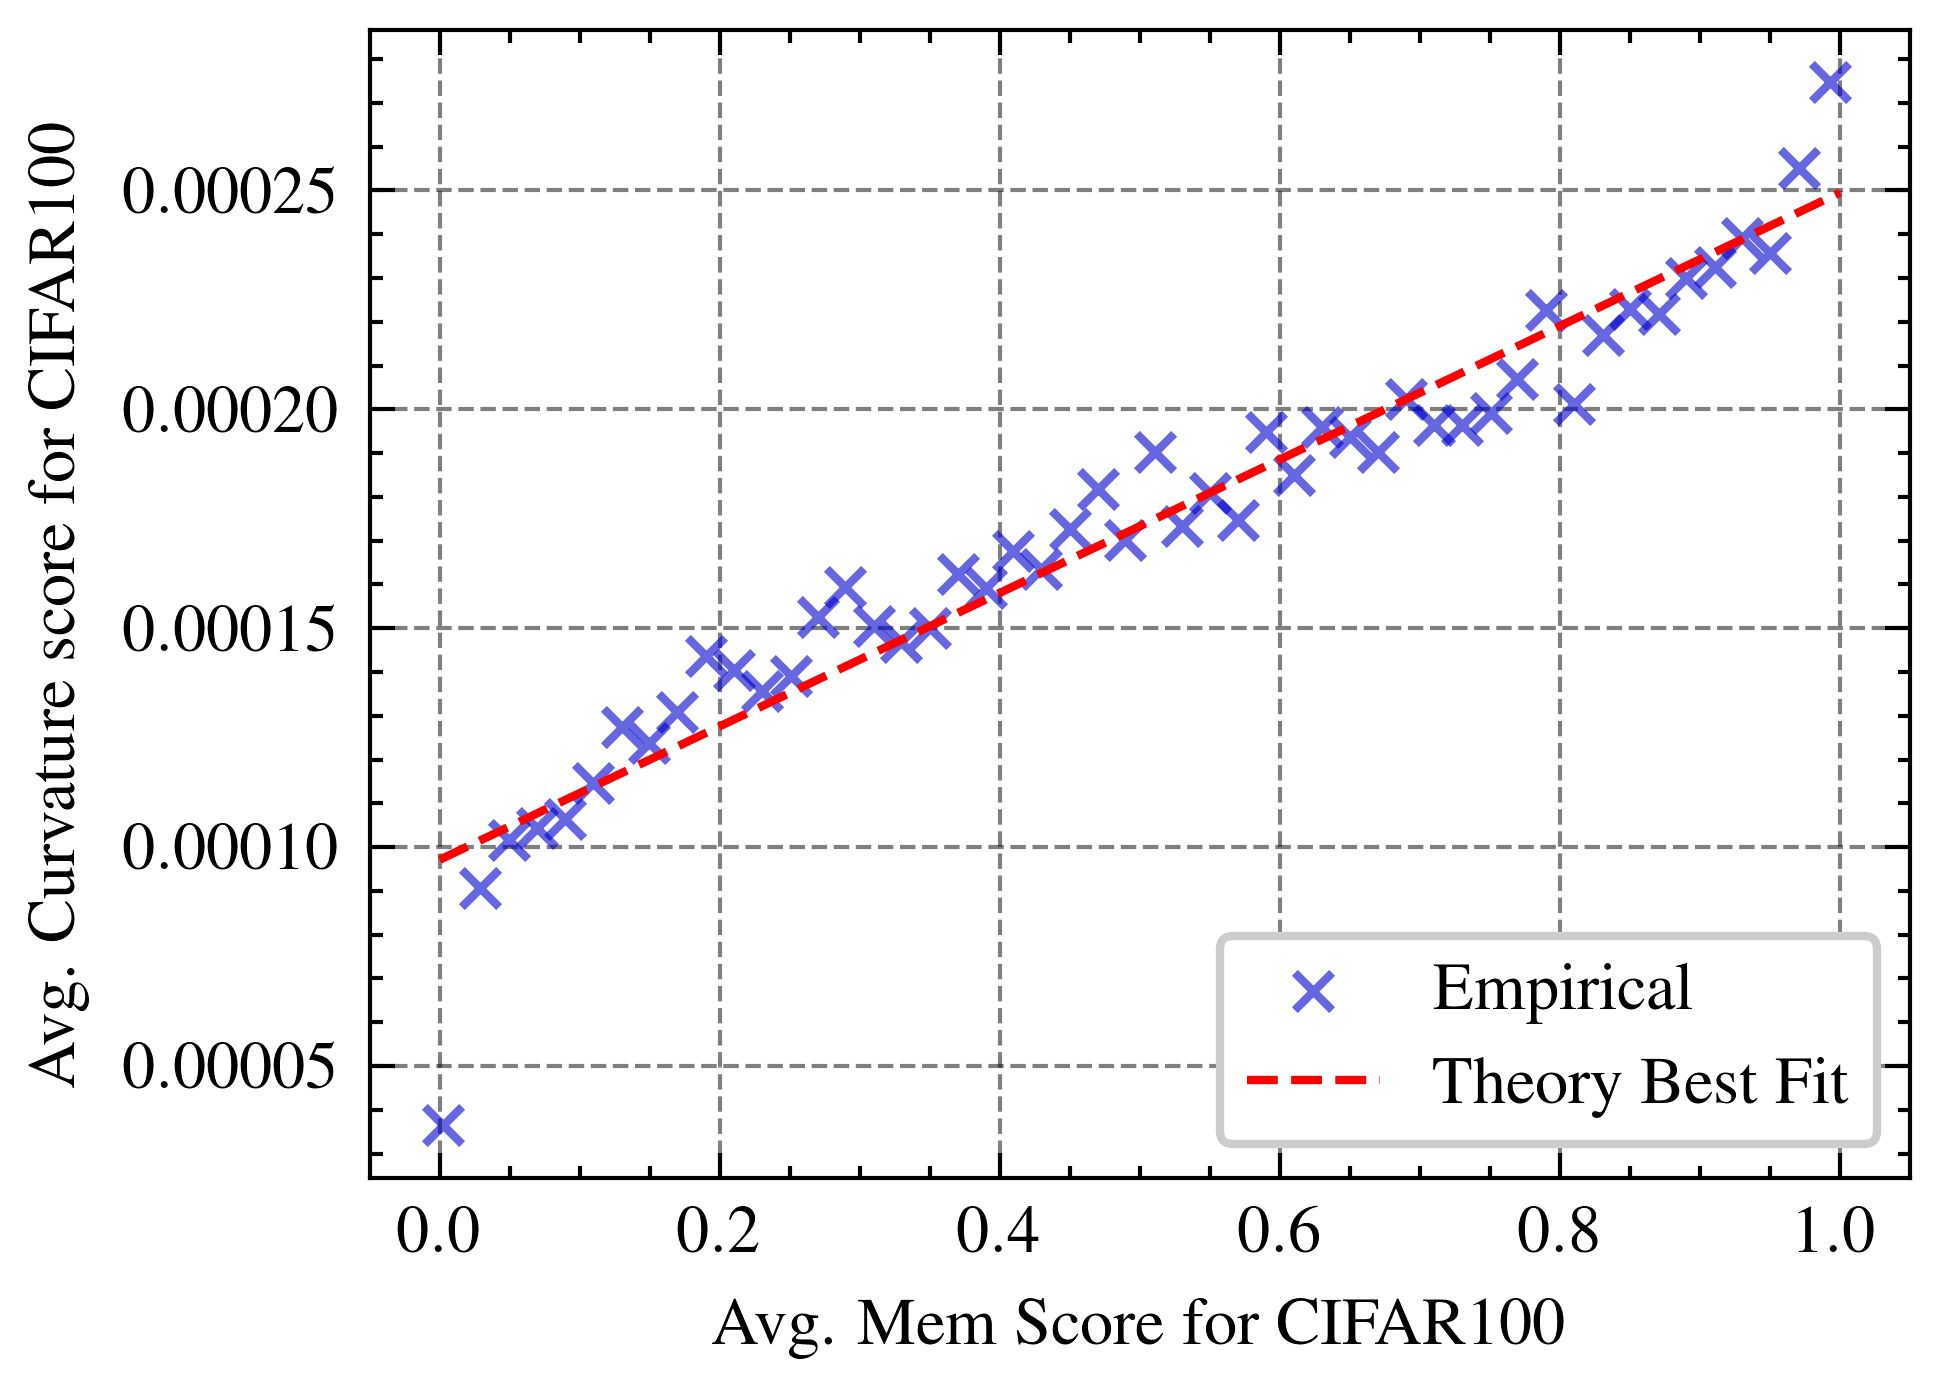 Avg. Curvature score for CIFAR100
0.00025
0.00020
0.00015
0.00010
0.00005
Empirical
Theory Best Fit
0.0 0.2 0.4 0.6 0.8 1.0
Avg. Mem Score for CIFAR100